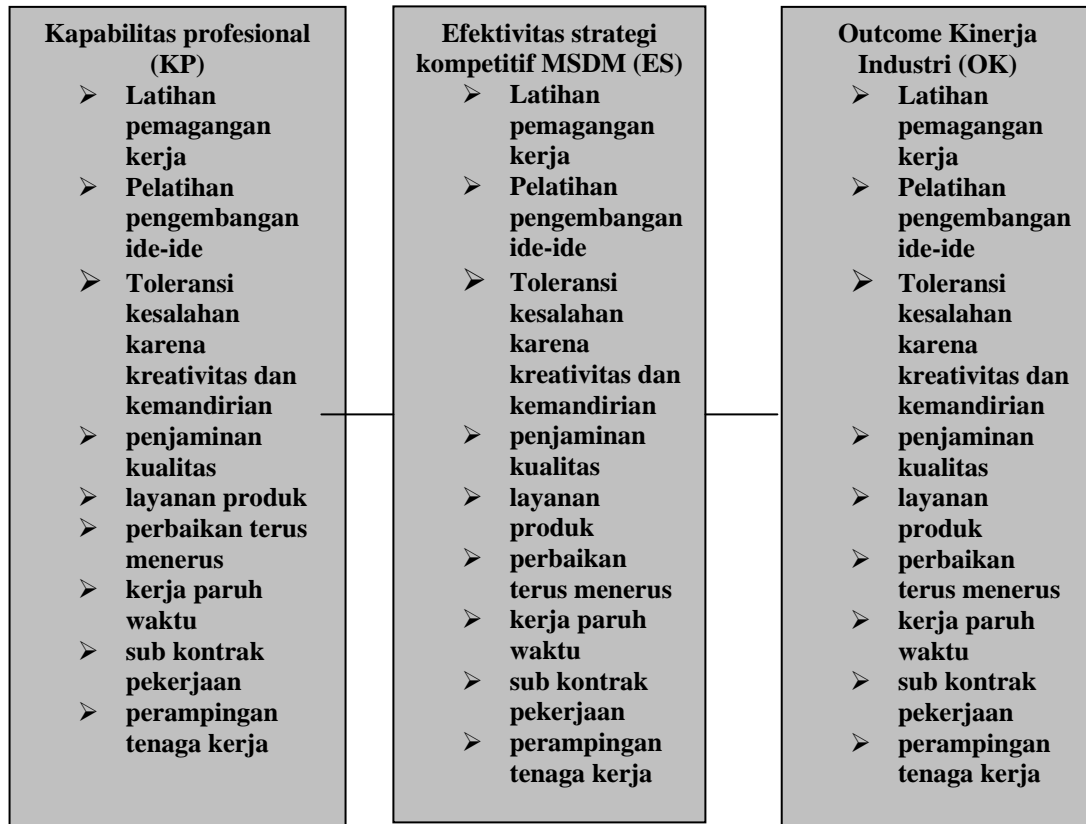 Kapabilitas profesional
(KP)
➢ Latihan
pemagangan
kerja
➢ Pelatihan
pengembangan
ide-ide
➢ Toleransi
kesalahan
karena
kreativitas dan
kemandirian
➢ penjaminan
kualitas
➢ layanan produk
➢ perbaikan terus
menerus
➢ kerja paruh
waktu
➢ sub kontrak
pekerjaan
➢ perampingan
tenaga kerja
Efektivitas strategi
kompetitif MSDM (ES)
➢ Latihan
pemagangan
kerja
➢ Pelatihan
pengembangan
ide-ide
➢ Toleransi
kesalahan
karena
kreativitas dan
kemandirian
➢ penjaminan
kualitas
➢ layanan
produk
➢ perbaikan
terus menerus
➢ kerja paruh
waktu
➢ sub kontrak
pekerjaan
➢ perampingan
tenaga kerja
Outcome Kinerja
Industri (OK)
➢ Latihan
pemagangan
kerja
➢ Pelatihan
pengembangan
ide-ide
➢ Toleransi
kesalahan
karena
kreativitas dan
kemandirian
➢ penjaminan
kualitas
➢ layanan
produk
➢ perbaikan
terus menerus
➢ kerja paruh
waktu
➢ sub kontrak
pekerjaan
➢ perampingan
tenaga kerja